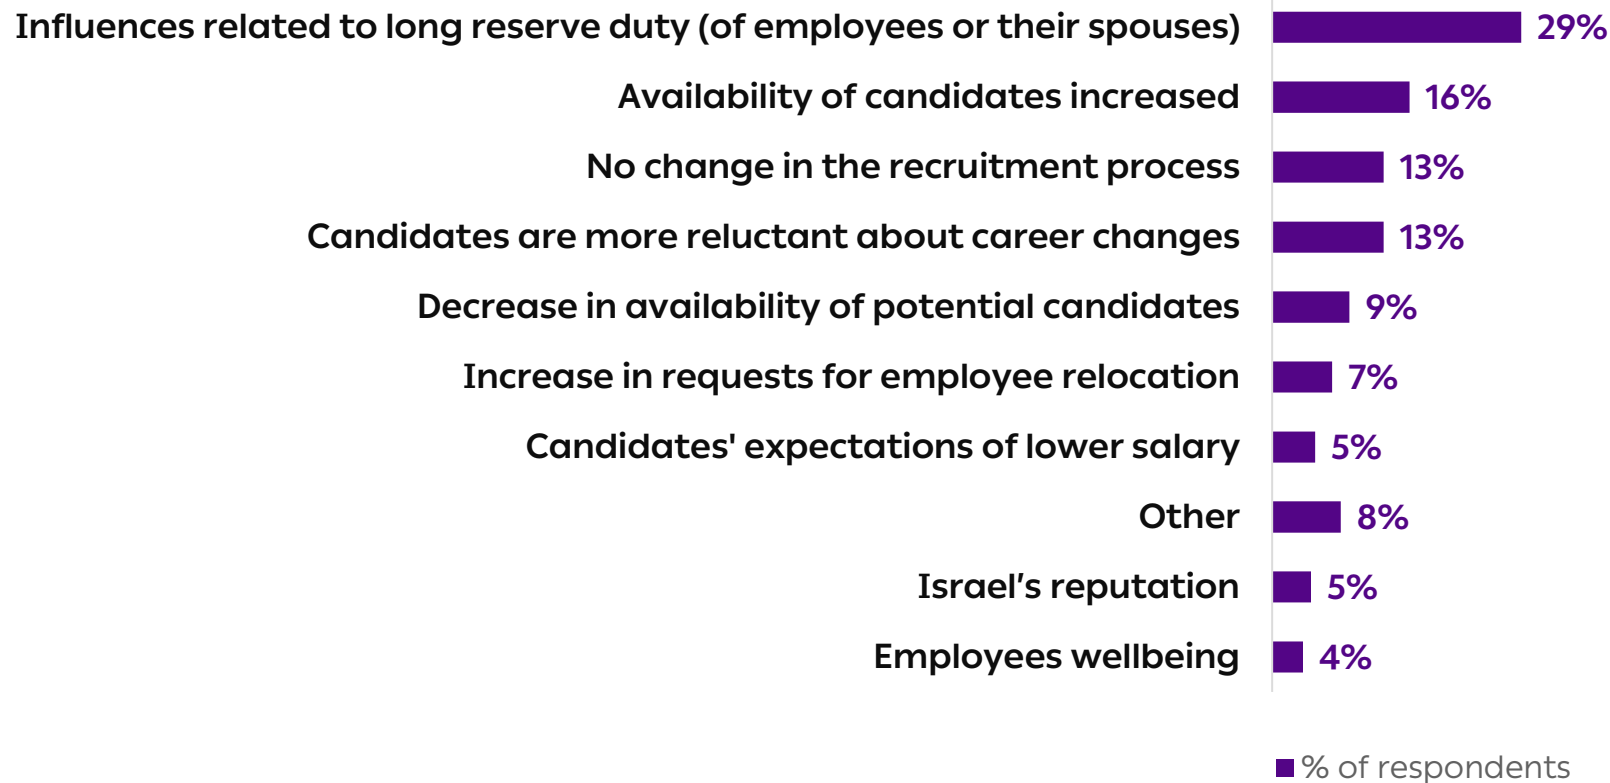 Influences related to long reserve duty (of employees or their spouses) 29%
Availability of candidates increased 16%
No change in the recruitment process 13%
Candidates are more reluctant about career changes 13%
Decrease in availability of potential candidates 9%
Increase in requests for employee relocation 7%
Candidates' expectations of lower salary 5%
Other 8%
Israel’s reputation 5%
Employees wellbeing 4%
% of respondents